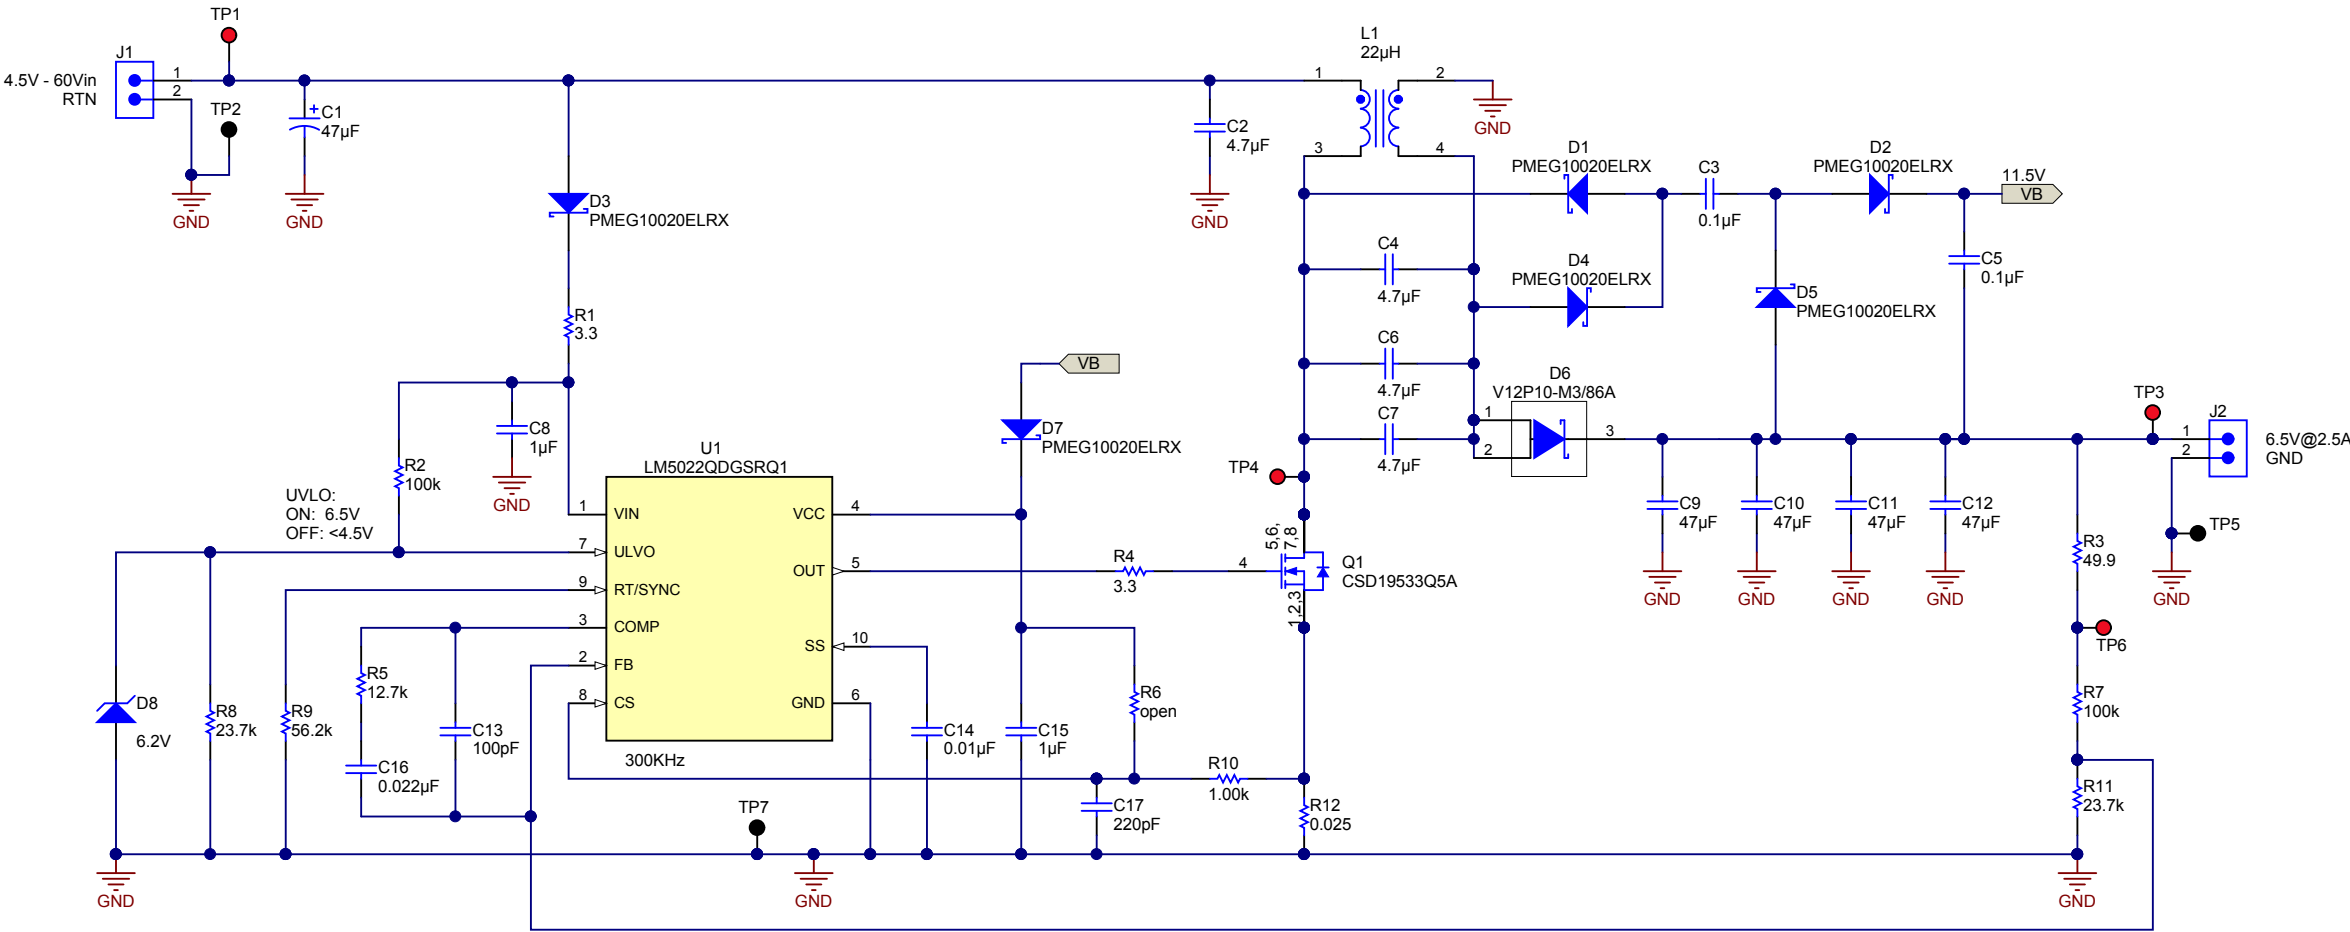 TP1
J1
4.5V - 60Vin
RTN
1
2
TP2
GND
+
C1
47µF
GND
D3
PMEG10020ELRX
R1
3.3
C8
1µF
GND
R2
100k
UVLO:
ON: 6.5V
OFF: <4.5V
C2
4.7µF
GND
L1
22µH
1
2
3
4
GND
D1
PMEG10020ELRX
C3
0.1µF
D2
PMEG10020ELRX
11.5V
VB
C4
4.7µF
D4
PMEG10020ELRX
D5
PMEG10020ELRX
C5
0.1µF
C6
4.7µF
C7
4.7µF
D6
V12P10-M3/86A
1
2
3
TP3
J2
1
2
6.5V@2.5A
GND
TP5
GND
C9
47µF
GND
C10
47µF
GND
C11
47µF
GND
C12
47µF
GND
R3
49.9
TP6
R7
100k
R11
23.7k
GND
VB
D7
PMEG10020ELRX
U1
LM5022QDGSRQ1
1
VIN
7
ULVO
9
RT/SYNC
3
COMP
2
FB
8
CS
VCC
4
OUT
5
SS
10
GND
6
300KHz
TP4
5,6,
7,8
4
1,2,3
Q1
CSD19533Q5A
R4
3.3
R6
open
R10
1.00k
R12
0.025
C14
0.01µF
C15
1µF
C17
220pF
D8
6.2V
R8
23.7k
R9
56.2k
R5
12.7k
C16
0.022µF
C13
100pF
TP7
GND
GND